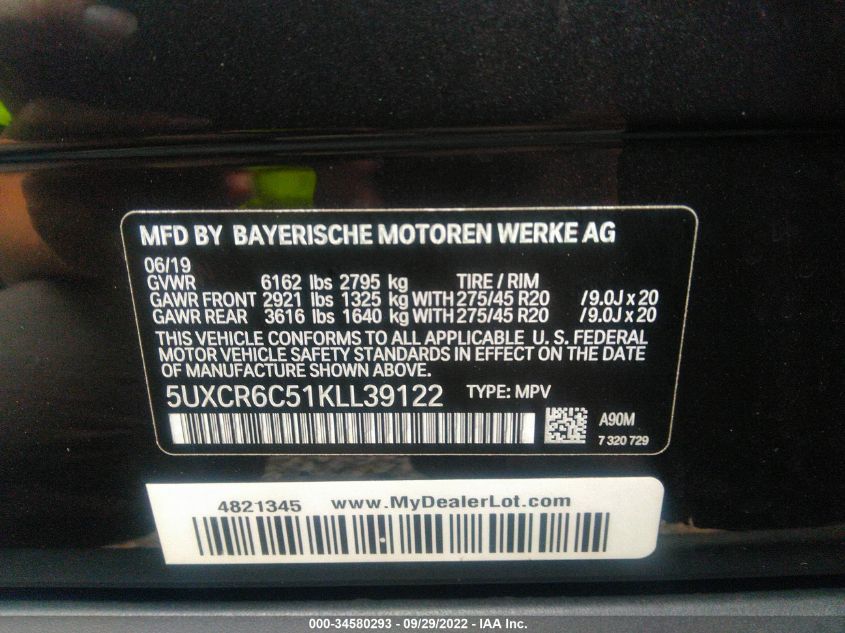 MFD BY BAYERISCHE MOTOREN WERKE AG
06/19
GVWR 6162 lbs 2795 kg TIRE / RIM
GAWR FRONT 2921 lbs 1325 kg WITH 275/45 R20 / 9.0J x 20
GAWR REAR 3616 lbs 1640 kg WITH 275/45 R20 / 9.0J x 20
THIS VEHICLE CONFORMS TO ALL APPLICABLE U. S. FEDERAL
MOTOR VEHICLE SAFETY STANDARDS IN EFFECT ON THE DATE
OF MANUFACTURE SHOWN ABOVE.
5UXCR6C51KLL39122 TYPE: MPV
A90M
7 320 729
4821345 www.MyDealerLot.com
000-34580293 - 09/29/2022 - IAA Inc.